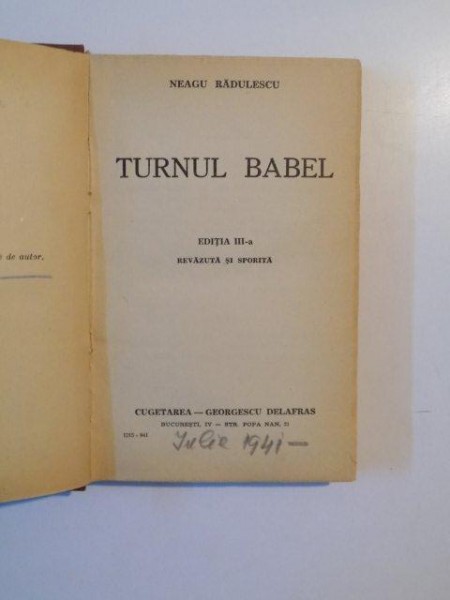 de autor.
NEAGU RĂDULESCU
TURNUL BABEL
EDIȚIA III-a
REVĂZUTĂ ȘI SPORITĂ
CUGETAREA — GEORGESCU DELAFRAS
BUCUREȘTI, IV — STR. POPA NAN, 21
Iulie 1941